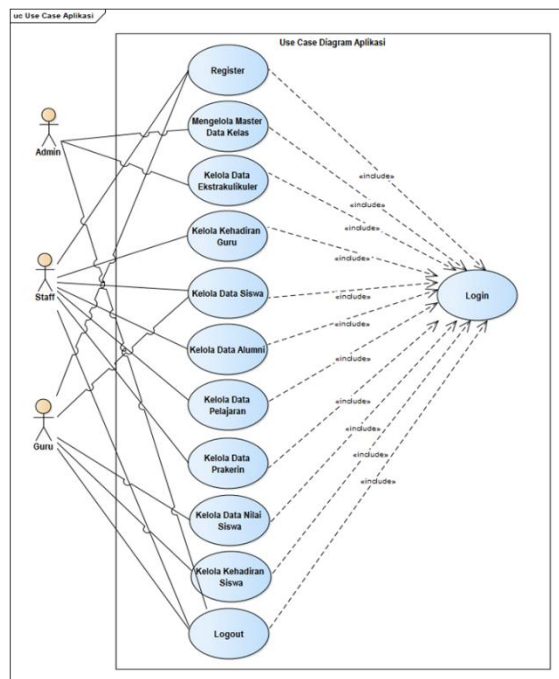 uc Use Case Aplikasi
Use Case Diagram Aplikasi
Register
Admin
Mengelola Master
Data Kelas
«include»
Kelola Data
Ekstrakulikuler
«include»
«include»
Kelola Kehadiran
Guru
«include»
Staff
Kelola Data Siswa
«include»
Login
Kelola Data Alumni
«include»
«include»
Kelola Data
Pelajaran
«include»
Guru
Kelola Data
Prakerin
«include»
«include»
Kelola Data Nilai
Siswa
«include»
Kelola Kehadiran
Siswa
Logout